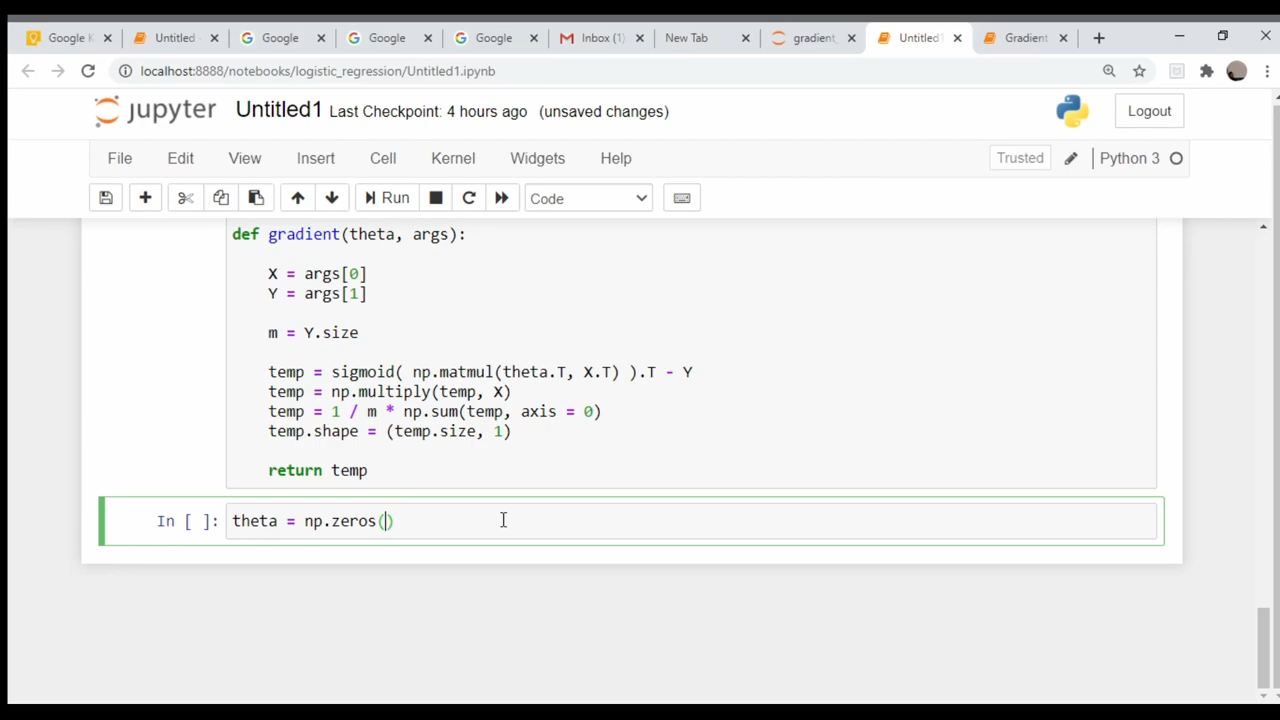 Google K
Untitled
Google
Google
Google
Inbox (1)
New Tab
gradient_
Untitled1
Gradient
localhost:8888/notebooks/logistic_regression/Untitled1.ipynb
jupyter Untitled1 Last Checkpoint: 4 hours ago (unsaved changes)
Logout
File Edit View Insert Cell Kernel Widgets Help
Trusted
Python 3
Run
Code
def gradient(theta, args):
X = args[0]
Y = args[1]
m = Y.size
temp = sigmoid( np.matmul(theta.T, X.T) ).T - Y
temp = np.multiply(temp, X)
temp = 1 / m * np.sum(temp, axis = 0)
temp.shape = (temp.size, 1)
return temp
In [ ]: theta = np.zeros()